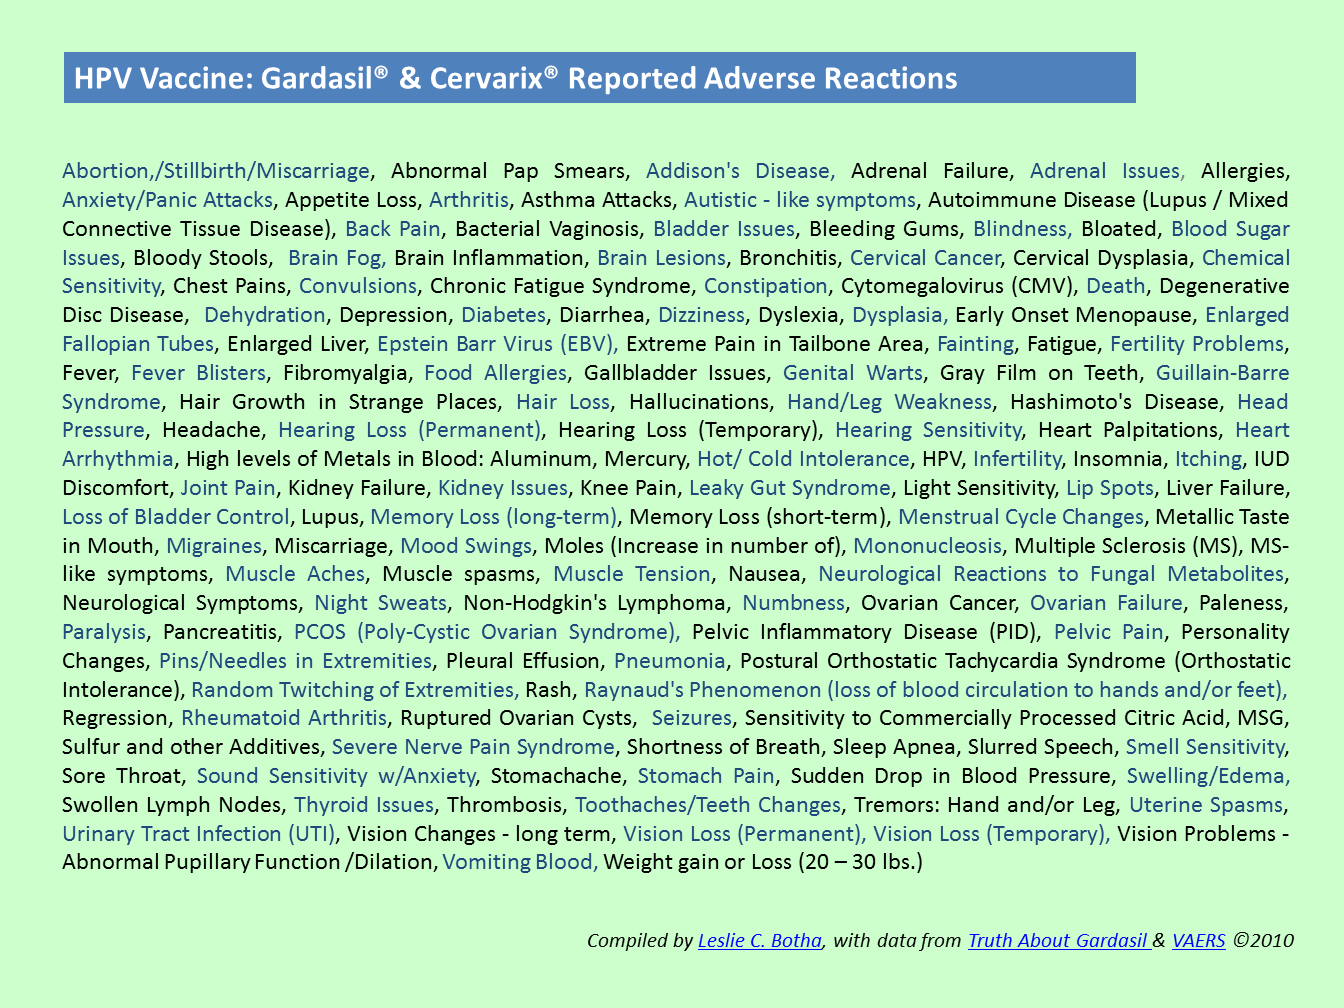 HPV Vaccine: Gardasil® & Cervarix® Reported Adverse Reactions
Abortion,/Stillbirth/Miscarriage, Abnormal Pap Smears, Addison's Disease, Adrenal Failure, Adrenal Issues, Allergies,
Anxiety/Panic Attacks, Appetite Loss, Arthritis, Asthma Attacks, Autistic - like symptoms, Autoimmune Disease (Lupus / Mixed
Connective Tissue Disease), Back Pain, Bacterial Vaginosis, Bladder Issues, Bleeding Gums, Blindness, Bloated, Blood Sugar
Issues, Bloody Stools, Brain Fog, Brain Inflammation, Brain Lesions, Bronchitis, Cervical Cancer, Cervical Dysplasia, Chemical
Sensitivity, Chest Pains, Convulsions, Chronic Fatigue Syndrome, Constipation, Cytomegalovirus (CMV), Death, Degenerative
Disc Disease, Dehydration, Depression, Diabetes, Diarrhea, Dizziness, Dyslexia, Dysplasia, Early Onset Menopause, Enlarged
Fallopian Tubes, Enlarged Liver, Epstein Barr Virus (EBV), Extreme Pain in Tailbone Area, Fainting, Fatigue, Fertility Problems,
Fever, Fever Blisters, Fibromyalgia, Food Allergies, Gallbladder Issues, Genital Warts, Gray Film on Teeth, Guillain-Barre
Syndrome, Hair Growth in Strange Places, Hair Loss, Hallucinations, Hand/Leg Weakness, Hashimoto's Disease, Head
Pressure, Headache, Hearing Loss (Permanent), Hearing Loss (Temporary), Hearing Sensitivity, Heart Palpitations, Heart
Arrhythmia, High levels of Metals in Blood: Aluminum, Mercury, Hot/ Cold Intolerance, HPV, Infertility, Insomnia, Itching, IUD
Discomfort, Joint Pain, Kidney Failure, Kidney Issues, Knee Pain, Leaky Gut Syndrome, Light Sensitivity, Lip Spots, Liver Failure,
Loss of Bladder Control, Lupus, Memory Loss (long-term), Memory Loss (short-term), Menstrual Cycle Changes, Metallic Taste
in Mouth, Migraines, Miscarriage, Mood Swings, Moles (Increase in number of), Mononucleosis, Multiple Sclerosis (MS), MS-
like symptoms, Muscle Aches, Muscle spasms, Muscle Tension, Nausea, Neurological Reactions to Fungal Metabolites,
Neurological Symptoms, Night Sweats, Non-Hodgkin's Lymphoma, Numbness, Ovarian Cancer, Ovarian Failure, Paleness,
Paralysis, Pancreatitis, PCOS (Poly-Cystic Ovarian Syndrome), Pelvic Inflammatory Disease (PID), Pelvic Pain, Personality
Changes, Pins/Needles in Extremities, Pleural Effusion, Pneumonia, Postural Orthostatic Tachycardia Syndrome (Orthostatic
Intolerance), Random Twitching of Extremities, Rash, Raynaud's Phenomenon (loss of blood circulation to hands and/or feet),
Regression, Rheumatoid Arthritis, Ruptured Ovarian Cysts, Seizures, Sensitivity to Commercially Processed Citric Acid, MSG,
Sulfur and other Additives, Severe Nerve Pain Syndrome, Shortness of Breath, Sleep Apnea, Slurred Speech, Smell Sensitivity,
Sore Throat, Sound Sensitivity w/Anxiety, Stomachache, Stomach Pain, Sudden Drop in Blood Pressure, Swelling/Edema,
Swollen Lymph Nodes, Thyroid Issues, Thrombosis, Toothaches/Teeth Changes, Tremors: Hand and/or Leg, Uterine Spasms,
Urinary Tract Infection (UTI), Vision Changes - long term, Vision Loss (Permanent), Vision Loss (Temporary), Vision Problems -
Abnormal Pupillary Function /Dilation, Vomiting Blood, Weight gain or Loss (20 – 30 lbs.)
Compiled by Leslie C. Botha, with data from Truth About Gardasil & VAERS ©2010